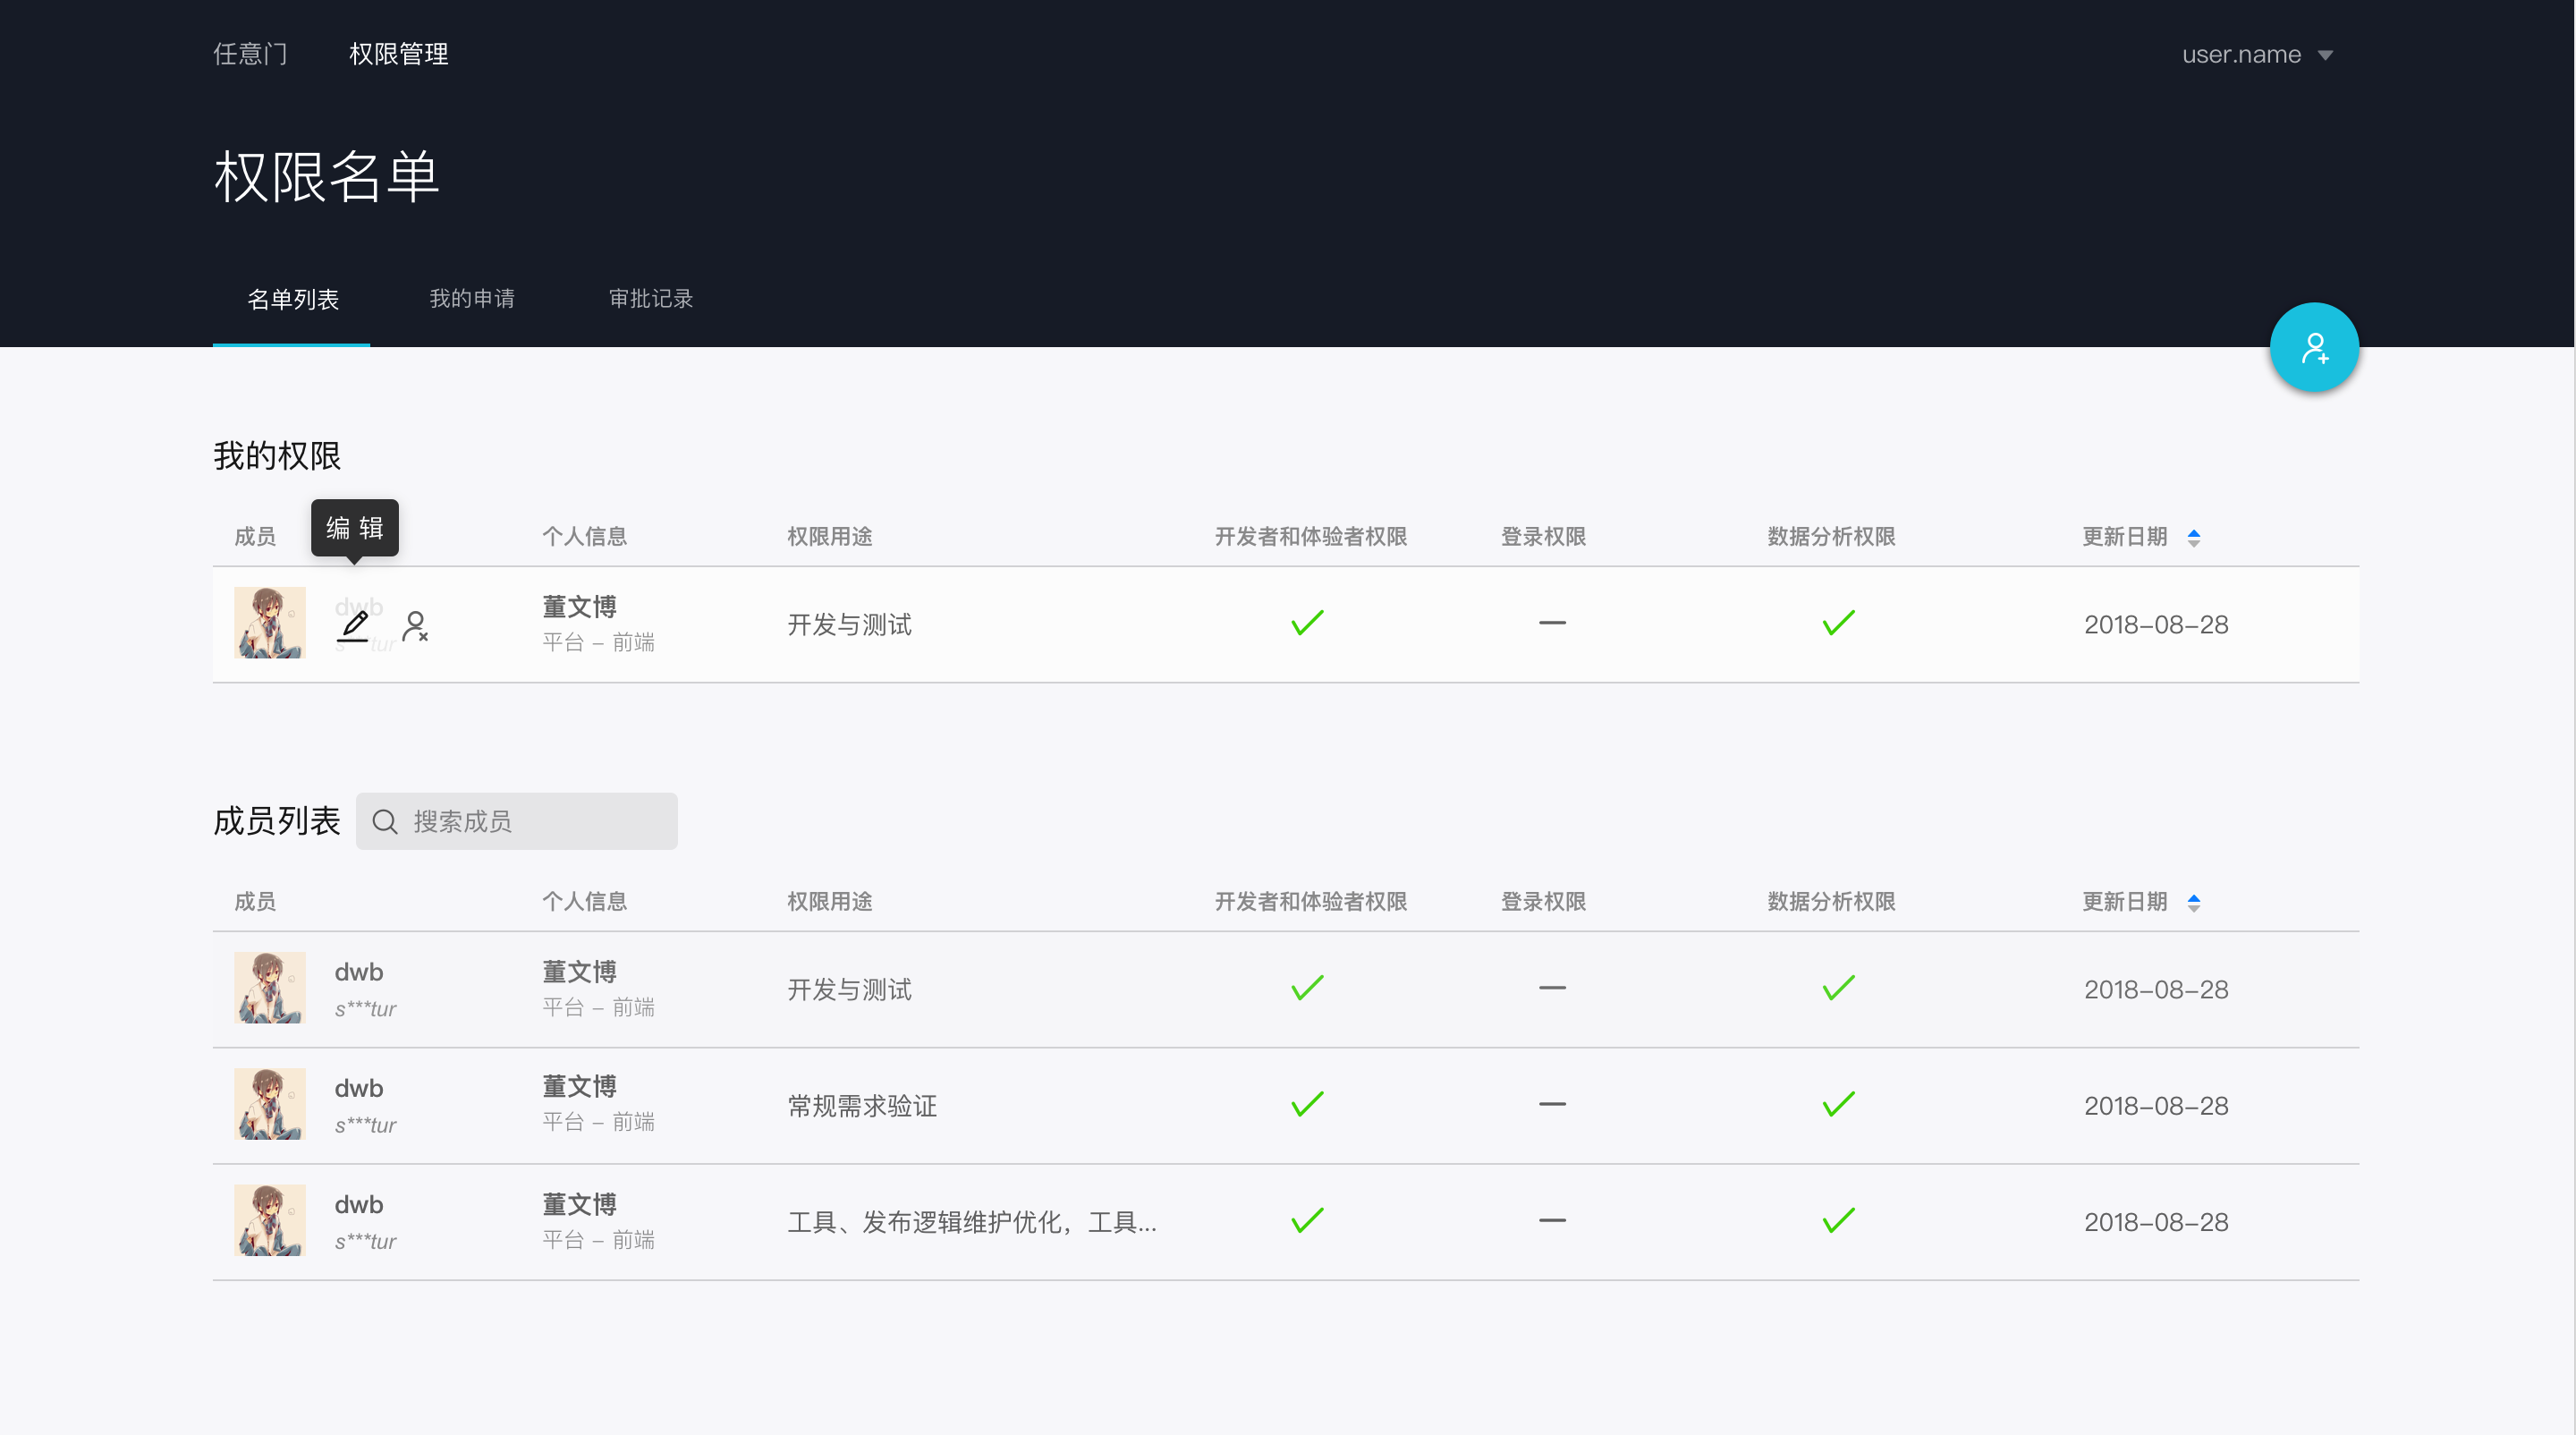 任意门 权限管理 user.name
权限名单
名单列表 我的申请 审批记录
我的权限
编 辑
成员 个人信息 权限用途 开发者和体验者权限 登录权限 数据分析权限 更新日期
dwb 董文博
开发与测试 2018-08-28
s***tur 平台 - 前端
成员列表 搜索成员
成员 个人信息 权限用途 开发者和体验者权限 登录权限 数据分析权限 更新日期
dwb 董文博
开发与测试 2018-08-28
s***tur 平台 - 前端
dwb 董文博
常规需求验证 2018-08-28
s***tur 平台 - 前端
dwb 董文博
工具、发布逻辑维护优化，工具... 2018-08-28
s***tur 平台 - 前端